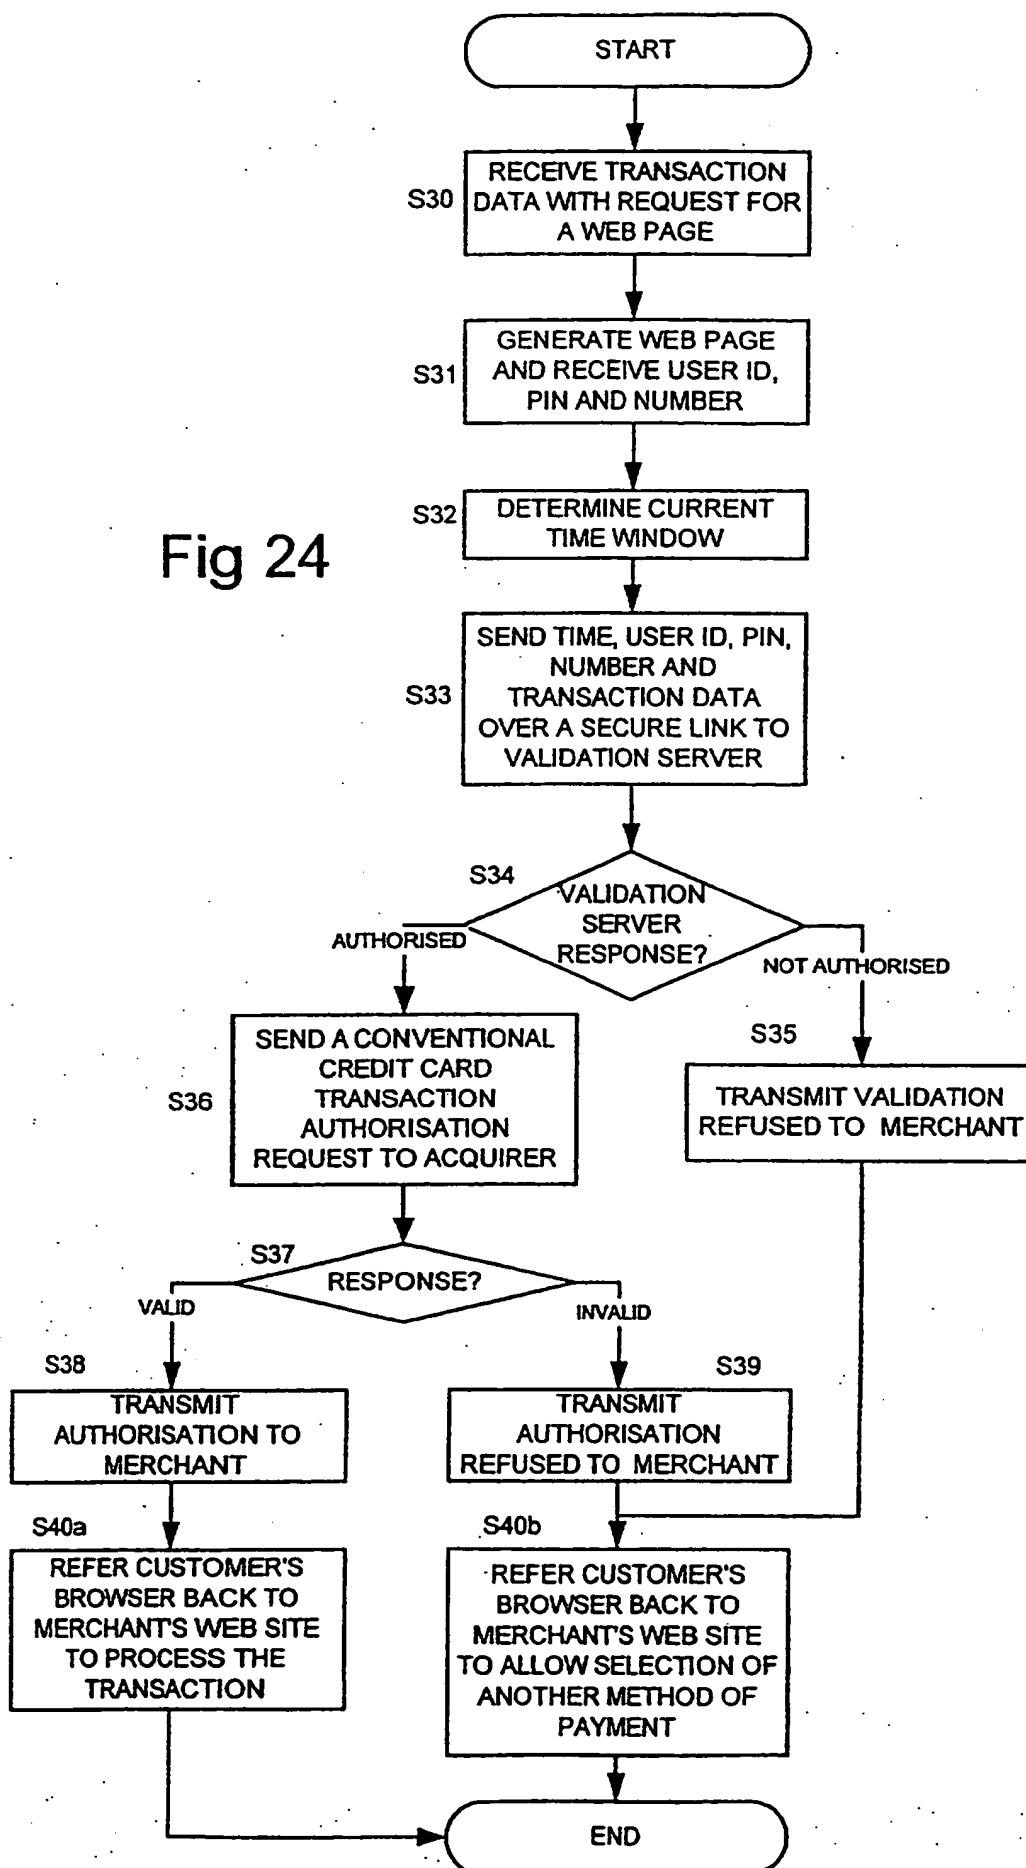 START
S30
RECEIVE TRANSACTION
DATA WITH REQUEST FOR
A WEB PAGE
S31
GENERATE WEB PAGE
AND RECEIVE USER ID,
PIN AND NUMBER
S32
DETERMINE CURRENT
TIME WINDOW
Fig 24
S33
SEND TIME, USER ID, PIN,
NUMBER AND
TRANSACTION DATA
OVER A SECURE LINK TO
VALIDATION SERVER
S34
VALIDATION
SERVER
RESPONSE?
AUTHORISED
NOT AUTHORISED
S36
SEND A CONVENTIONAL
CREDIT CARD
TRANSACTION
AUTHORISATION
REQUEST TO ACQUIRER
S35
TRANSMIT VALIDATION
REFUSED TO MERCHANT
S37
RESPONSE?
VALID
INVALID
S38
TRANSMIT
AUTHORISATION TO
MERCHANT
S39
TRANSMIT
AUTHORISATION
REFUSED TO MERCHANT
S40a
REFER CUSTOMER'S
BROWSER BACK TO
MERCHANT'S WEB SITE
TO PROCESS THE
TRANSACTION
S40b
REFER CUSTOMER'S
BROWSER BACK TO
MERCHANT'S WEB SITE
TO ALLOW SELECTION OF
ANOTHER METHOD OF
PAYMENT
END